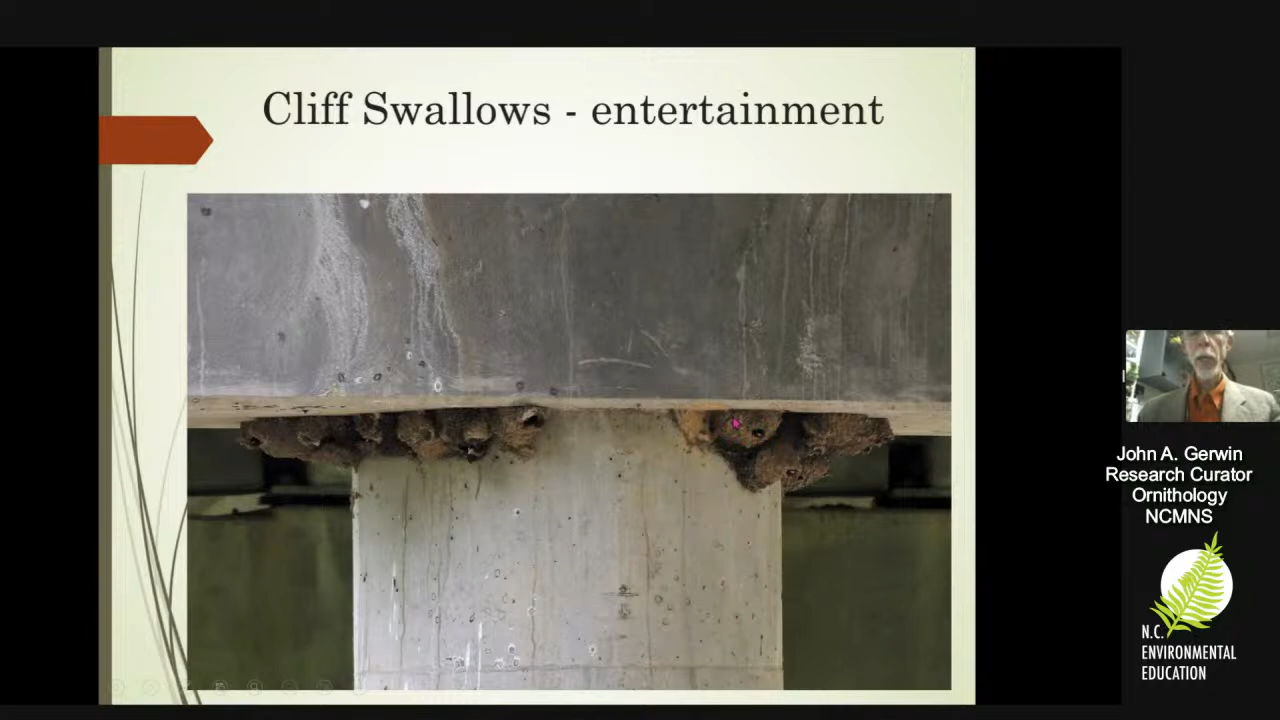 Cliff Swallows - entertainment
John A. Gerwin
Research Curator
Ornithology
NCMNS
N.C.
ENVIRONMENTAL
EDUCATION